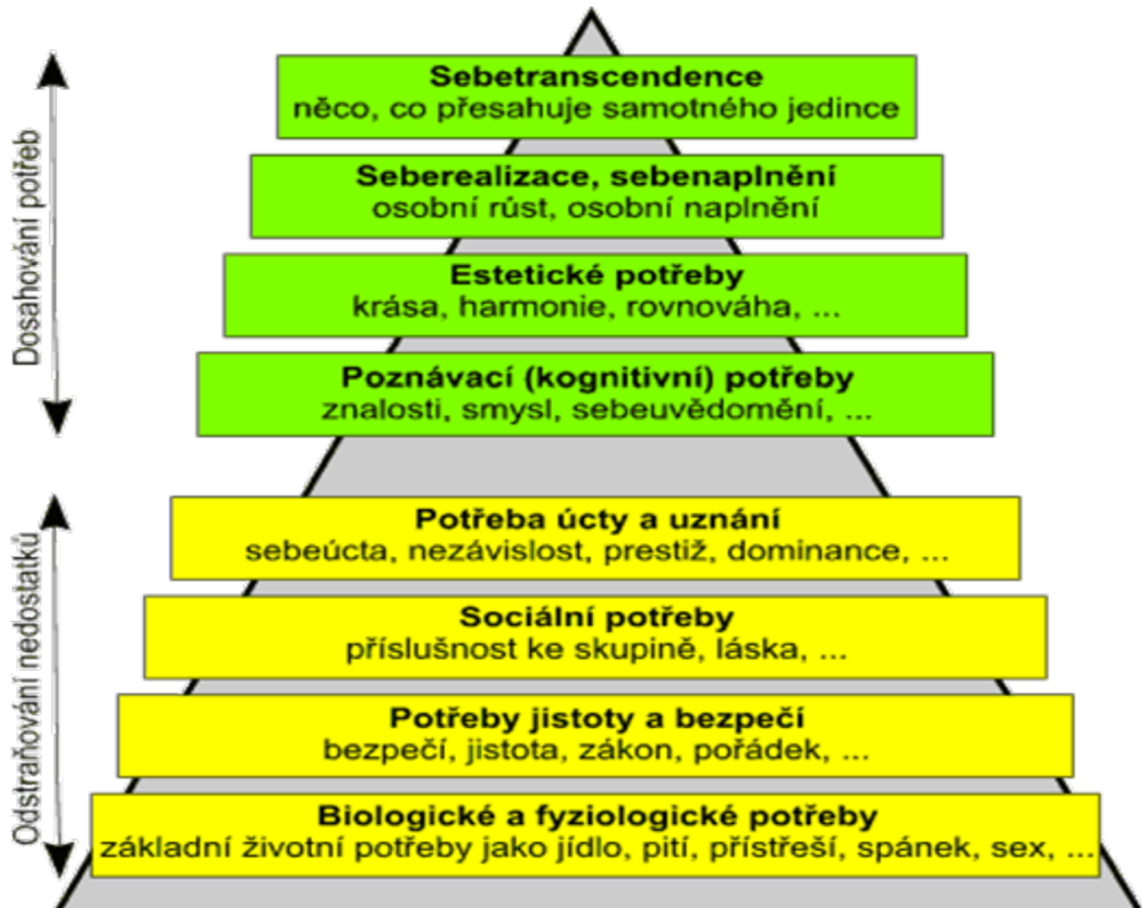 Dosahování potřeb
Sebetranscendence
něco, co přesahuje samotného jedince
Seberealizace, sebenaplnění
osobní růst, osobní naplnění
Estetické potřeby
krása, harmonie, rovnováha, ...
Poznávací (kognitivní) potřeby
znalosti, smysl, sebeuvědomění, ...
Odstraňování nedostatků
Potřeba úcty a uznání
sebeúcta, nezávislost, prestiž, dominance, ...
Sociální potřeby
příslušnost ke skupině, láska, ...
Potřeby jistoty a bezpečí
bezpečí, jistota, zákon, pořádek, ...
Biologické a fyziologické potřeby
základní životní potřeby jako jídlo, pití, přístřeší, spánek, sex, ...